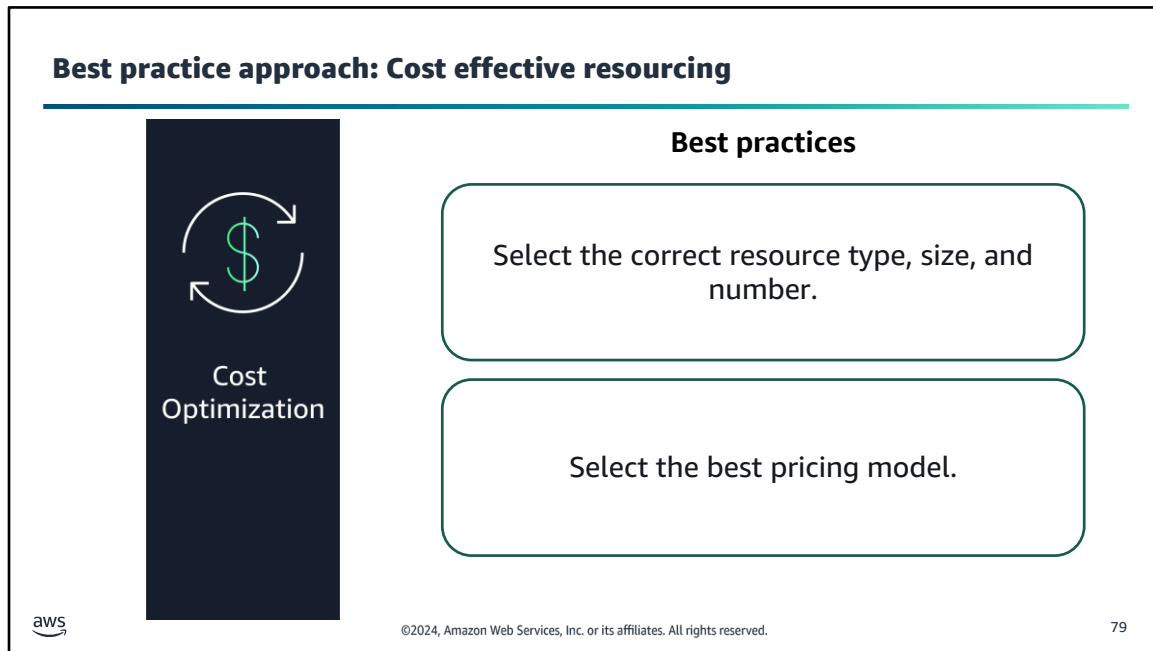 Best practice approach: Cost effective resourcing
Cost
Optimization
Best practices
Select the correct resource type, size, and
number.
Select the best pricing model.
aws
©2024, Amazon Web Services, Inc. or its affiliates. All rights reserved.
79